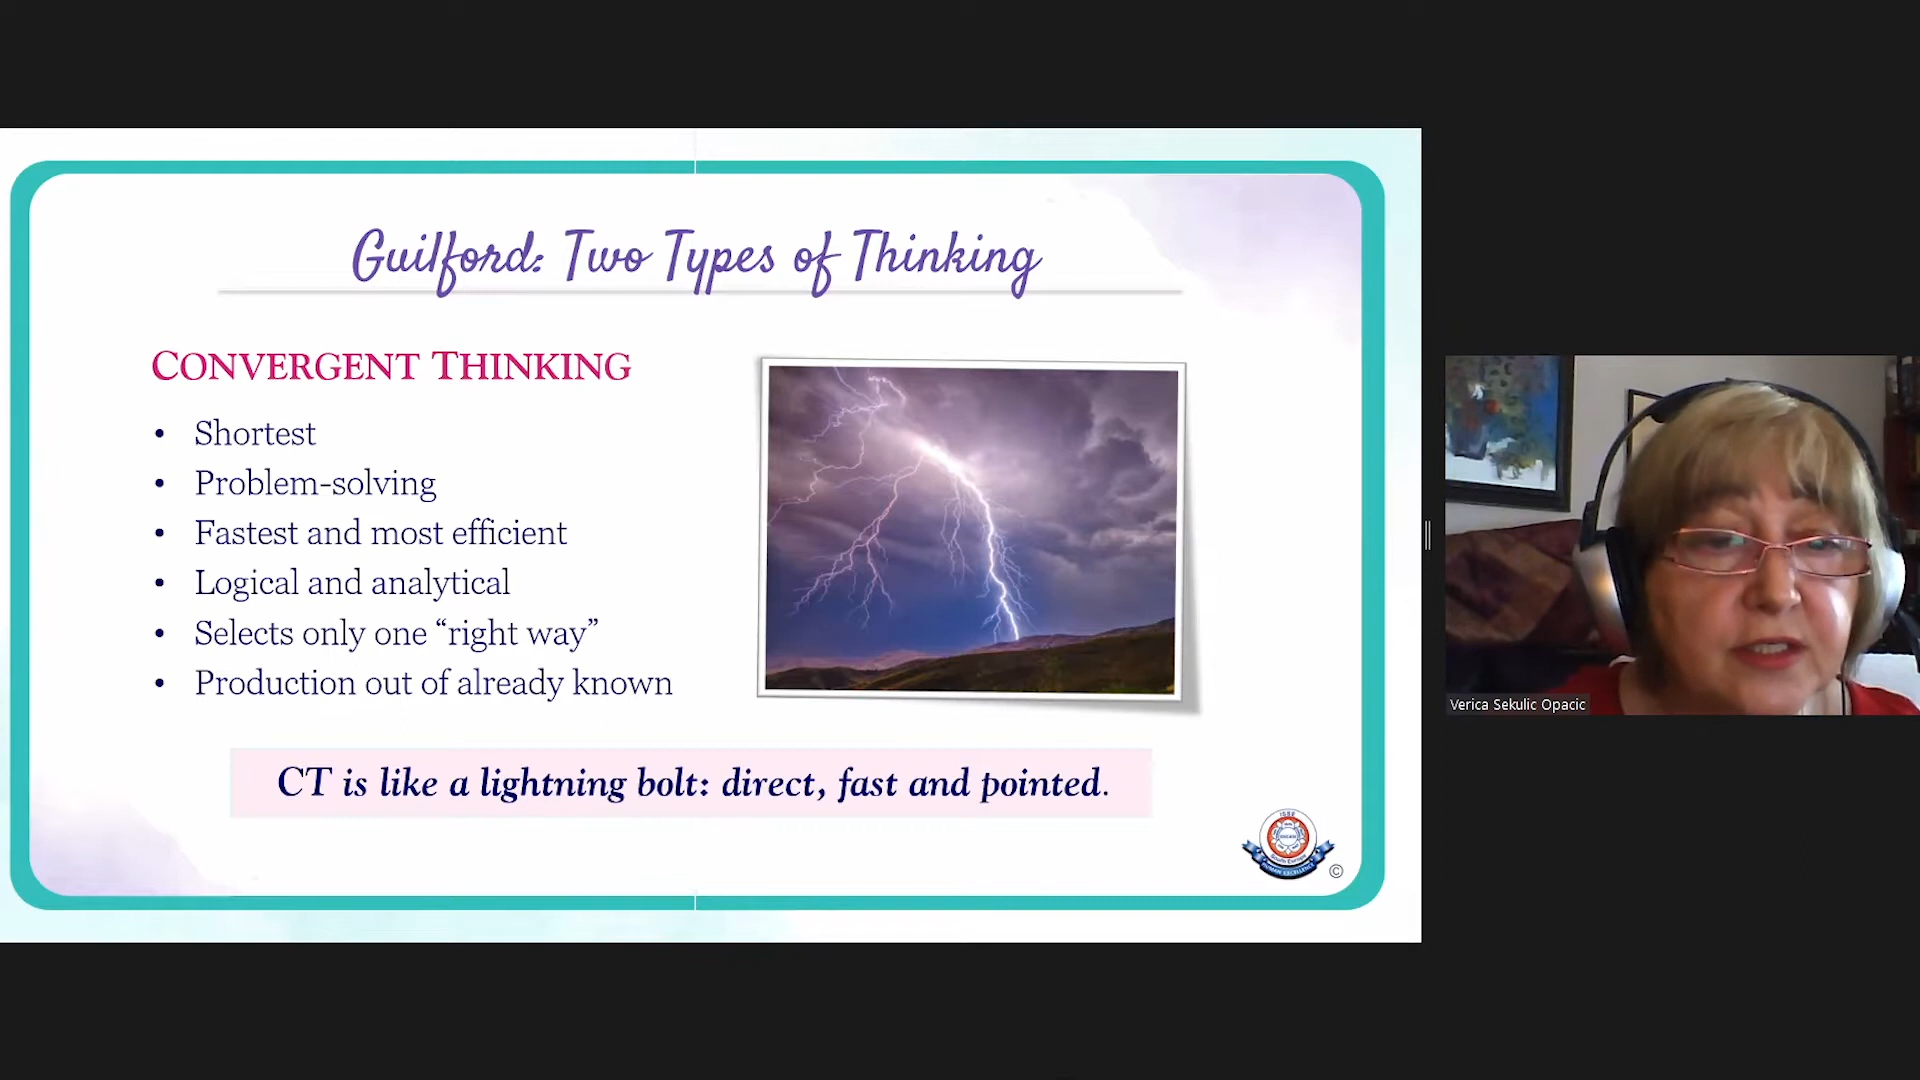 Guilford: Two Types of Thinking
CONVERGENT THINKING
• Shortest
• Problem-solving
• Fastest and most efficient
• Logical and analytical
• Selects only one “right way”
• Production out of already known
CT is like a lightning bolt: direct, fast and pointed.
©
Verica Sekulic Opacic